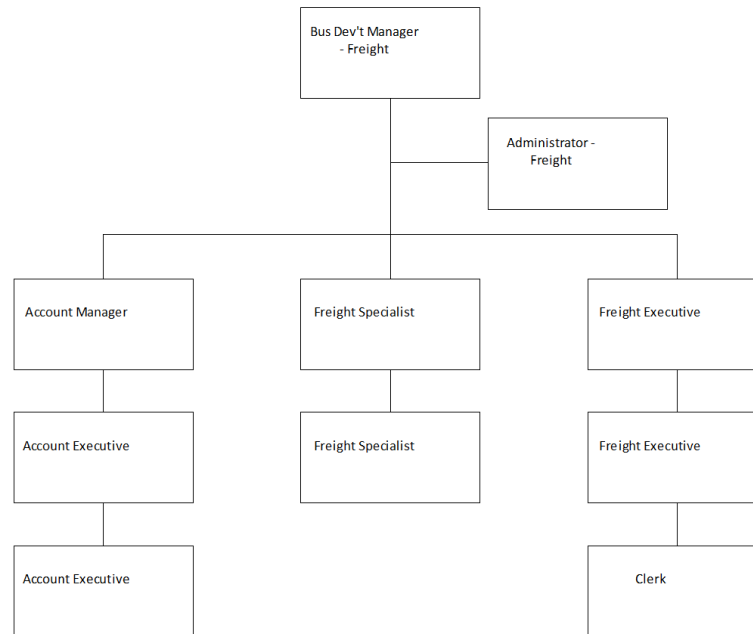 Bus Dev't Manager
- Freight
Administrator -
Freight
Account Manager
Freight Specialist
Freight Executive
Account Executive
Freight Specialist
Freight Executive
Account Executive
Clerk